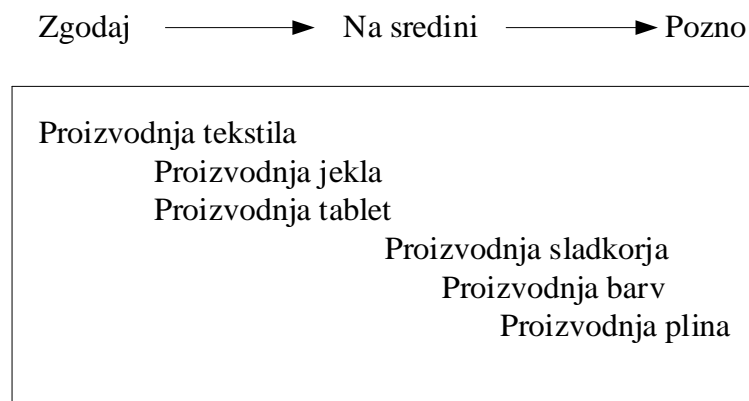 Zgodaj Na sredini Pozno
Proizvodnja tekstila
Proizvodnja jekla
Proizvodnja tablet
Proizvodnja sladkorja
Proizvodnja barv
Proizvodnja plina